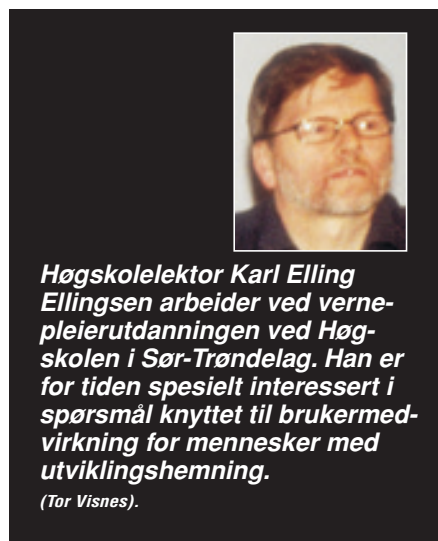 Høgskolelektor Karl Elling
Ellingsen arbeider ved verne-
pleierutdanningen ved Høg-
skolen i Sør-Trøndelag. Han er
for tiden spesielt interessert i
spørsmål knyttet til brukermed-
virkning for mennesker med
utviklingshemning.
(Tor Visnes).